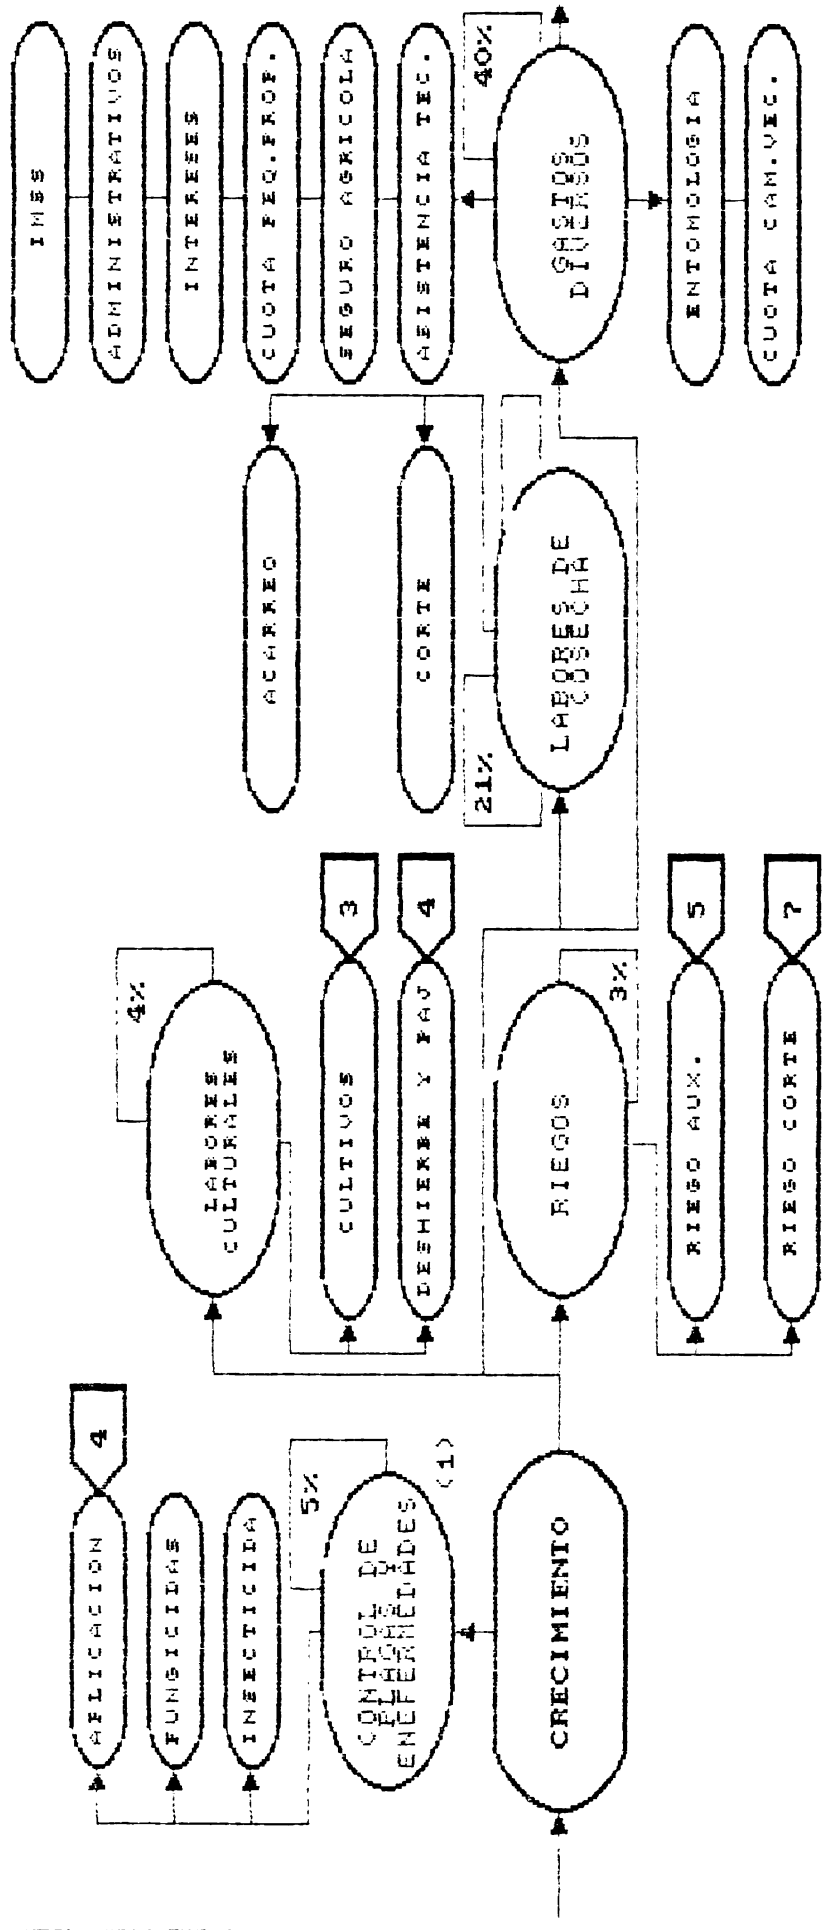 APLICACION
4
FUNGICIDAS
INSECTICIDA
5%
CONTROL DE
PLAGAS Y
ENEFERMEDADES
(1)
CRECIMIENTO
4%
LABORES
CULTURALES
CULTIVOS
3
DESHIERBE Y PAJ
4
RIEGOS
3%
RIEGO AUX.
5
RIEGO CORTE
7
ACARREO
CORTE
21%
LABORES DE
COSECHA
IMSS
ADMINISTRATIVOS
INTERESES
CUOTA PEQ.PROP.
SEGURO AGRICOLA
ASISTENCIA TEC.
40%
GASTOS
DIVERSOS
ENTOMOLOGIA
CUOTA CAM.VEC.